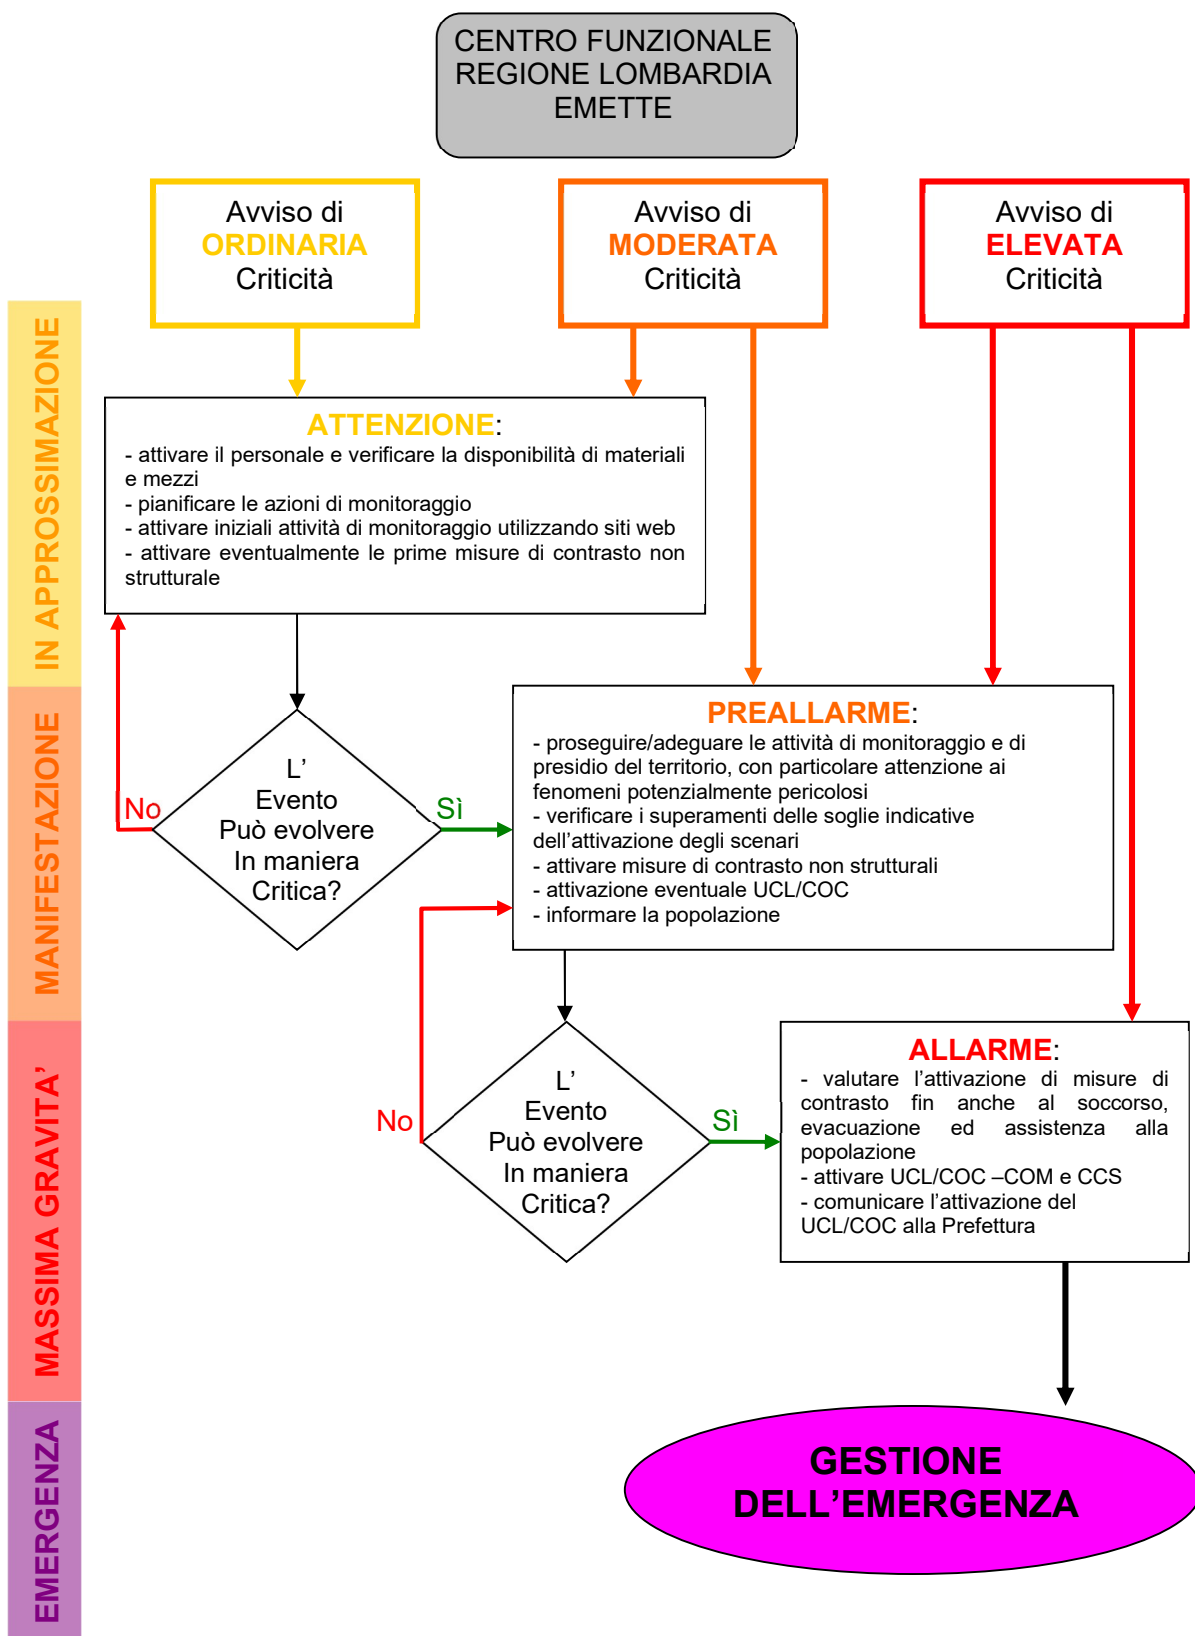 CENTRO FUNZIONALE
REGIONE LOMBARDIA
EMETTE
Avviso di
ORDINARIA
Criticità
Avviso di
MODERATA
Criticità
Avviso di
ELEVATA
Criticità
IN APPROSSIMAZIONE
ATTENZIONE:
- attivare il personale e verificare la disponibilità di materiali
e mezzi
- pianificare le azioni di monitoraggio
- attivare iniziali attività di monitoraggio utilizzando siti web
- attivare eventualmente le prime misure di contrasto non
strutturale
MANIFESTAZIONE
No
L’
Evento
Può evolvere
In maniera
Critica?
Sì
PREALLARME:
- proseguire/adeguare le attività di monitoraggio e di
presidio del territorio, con particolare attenzione ai
fenomeni potenzialmente pericolosi
- verificare i superamenti delle soglie indicative
dell’attivazione degli scenari
- attivare misure di contrasto non strutturali
- attivazione eventuale UCL/COC
- informare la popolazione
MASSIMA GRAVITA’
No
L’
Evento
Può evolvere
In maniera
Critica?
Sì
ALLARME:
- valutare l’attivazione di misure di
contrasto fin anche al soccorso,
evacuazione ed assistenza alla
popolazione
- attivare UCL/COC –COM e CCS
- comunicare l’attivazione del
UCL/COC alla Prefettura
EMERGENZA
GESTIONE
DELL’EMERGENZA